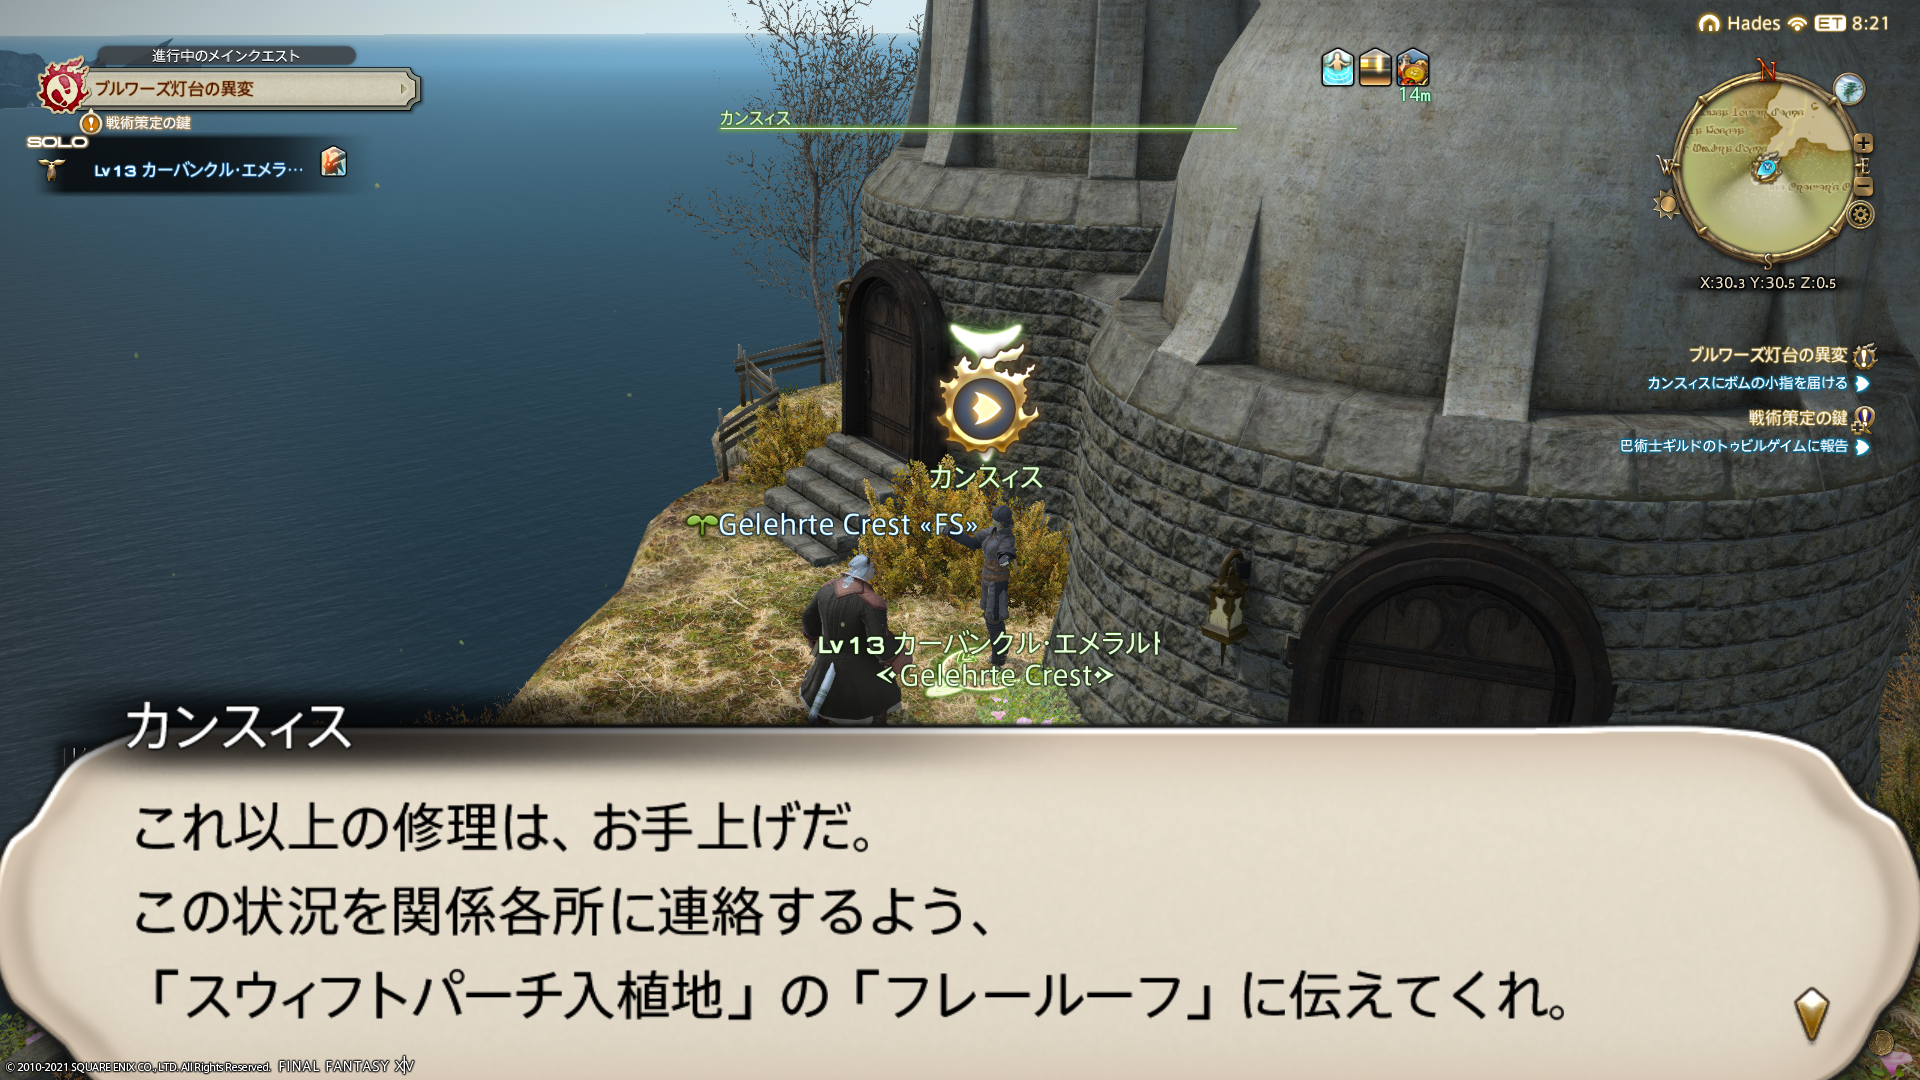 進行中のメインクエスト
ブルワーズ灯台の異変
戦術策定の鍵
SOLO
Lv13 カーバンクル・エメラ…
カンスィス
14m
Hades ET 8:21
N
W
E
S
X:30.3 Y:30.5 Z:0.5
ブルワーズ灯台の異変
カンスィスにボムの小指を届ける
戦術策定の鍵
巴術士ギルドのトゥビルゲイムに報告
カンスィス
Gelehrte Crest «FS»
Lv13 カーバンクル・エメラルド
Gelehrte Crest
カンスィス
これ以上の修理は、お手上げだ。
この状況を関係各所に連絡するよう、
「スウィフトパーチ入植地」の「フレールーフ」に伝えてくれ。
© 2010-2021 SQUARE ENIX CO., LTD. All Rights Reserved. FINAL FANTASY XIV